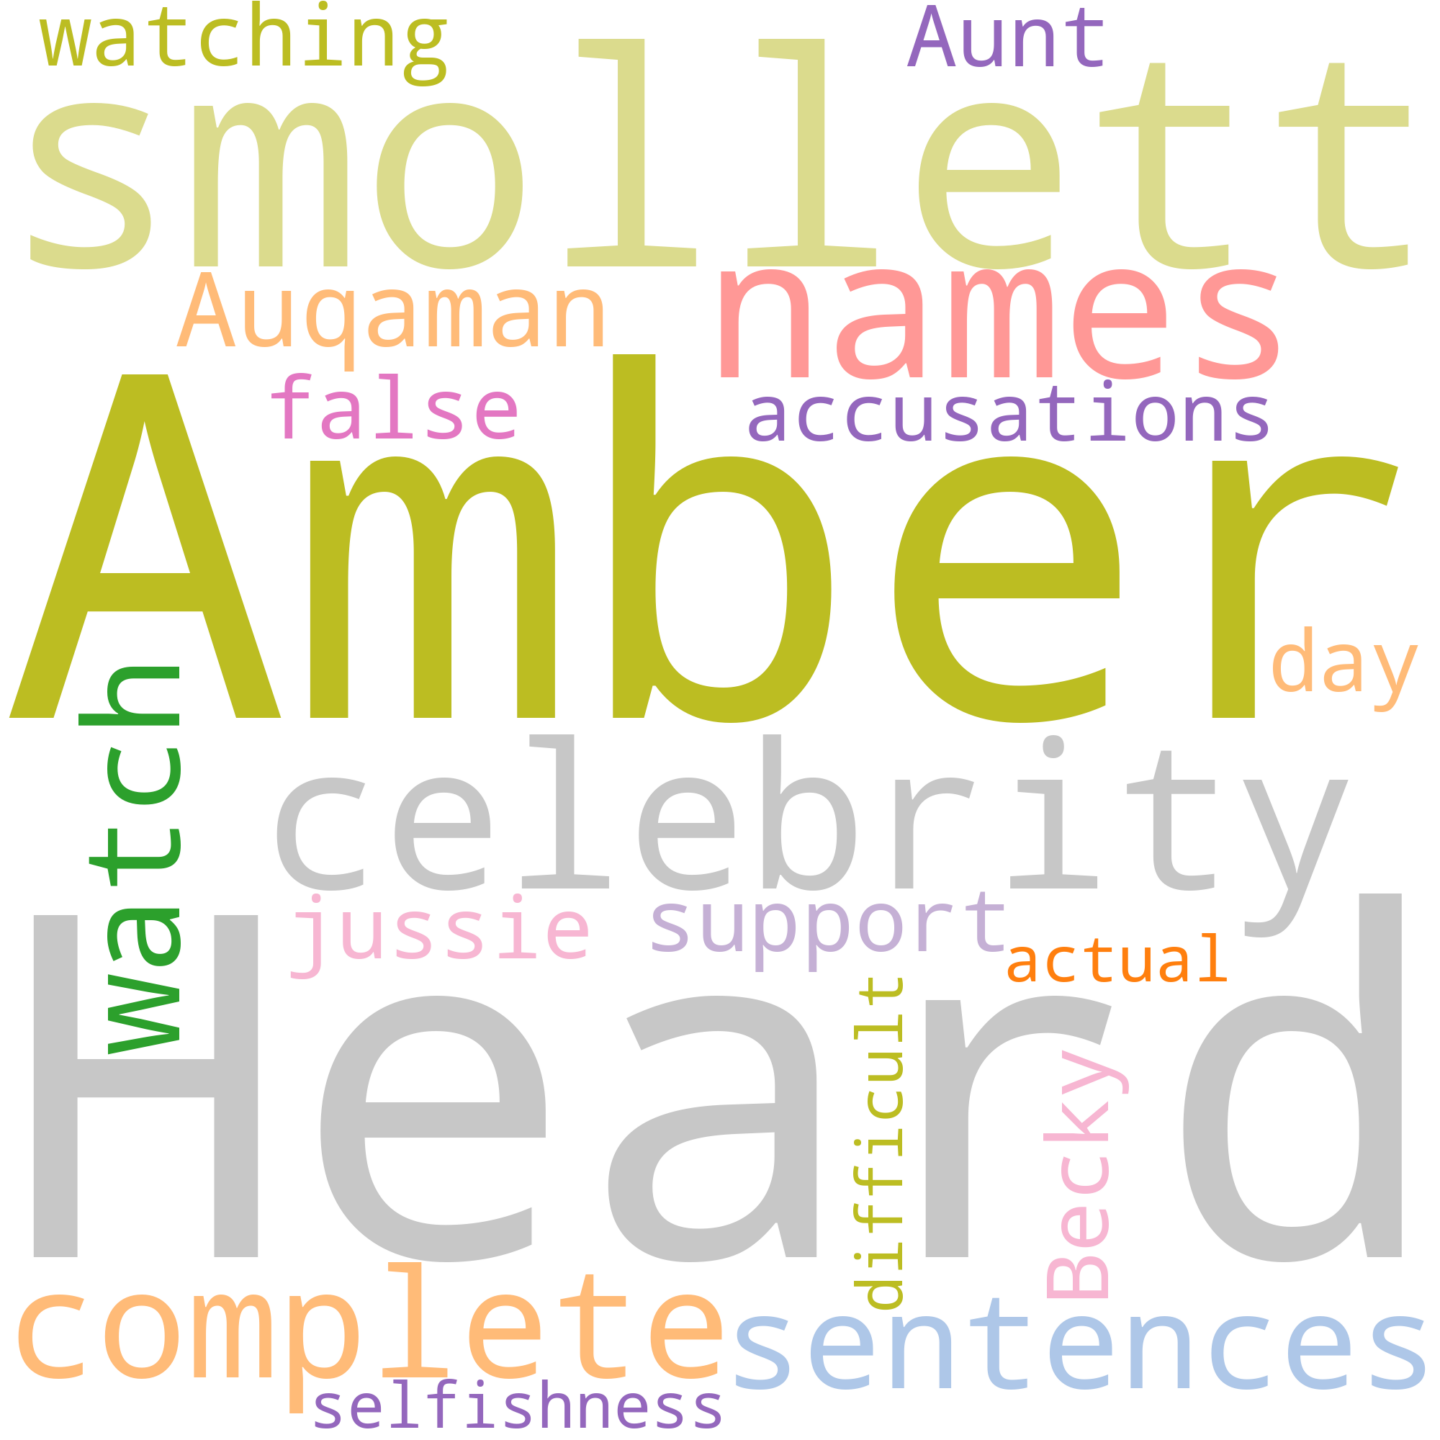 watching
Aunt
smollett
Auqaman
names
false
accusations
Amber
day
watch
celebrity
jussie
support
actual
Heard
difficult
Becky
complete
sentences
selfishness